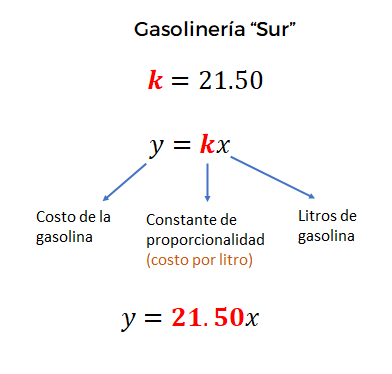 Gasolinería “Sur”
k = 21.50
y = kx
Costo de la
gasolina
Constante de
proporcionalidad
(costo por litro)
Litros de
gasolina
y = 21.50x